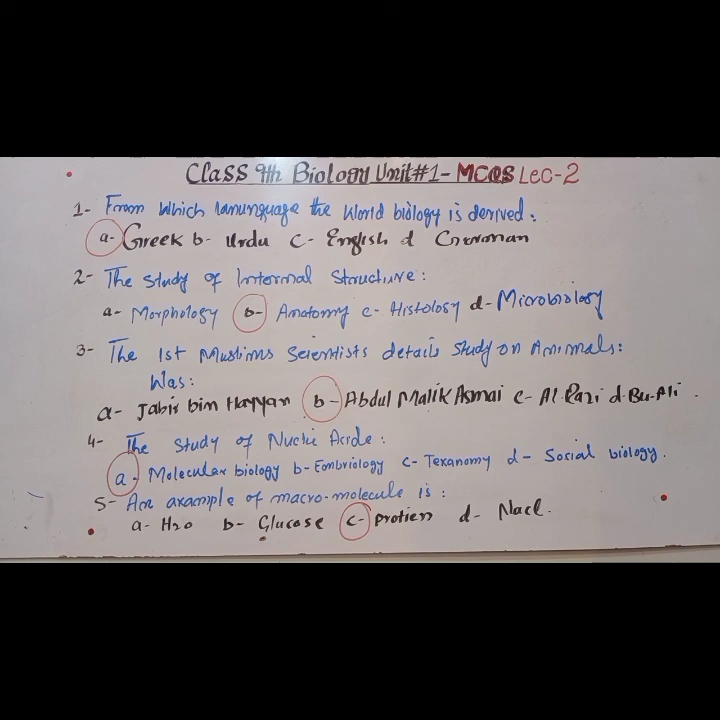 Class 9th Biology Unit#1- MCQS Lec-2
1- From which lanunguage the World biology is derived:
a- Greek b- Urdu c- English d German
2- The study of Internal Structure:
a- Morphology b- Anatomy c- Histology d- Microbiology
3- The 1st Muslims Scientists details study on Animals:
Was:
a- Jabir bin Hayyan b- Abdul Malik Asmai c- Al-Razi d-Bu-Ali.
4- The study of Nuclic Acide:
a- Molecular biology b- Eombriology c- Texanomy d- Social biology.
5- An axample of macro-molecule is:
a- H2o b- Glucose c- protien d- Nacl.